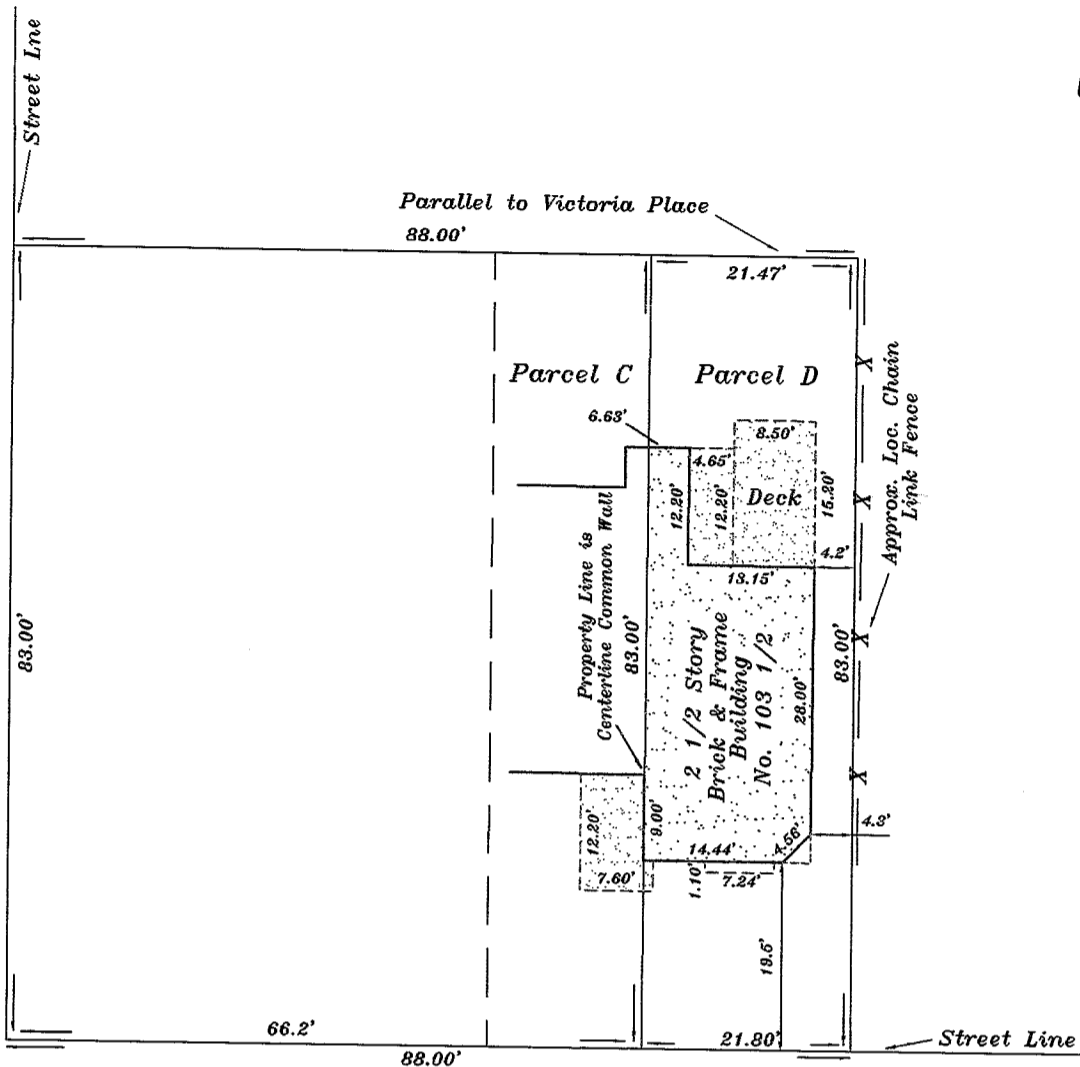 Street Lne
Parallel to Victoria Place
88.00'
21.47'
Parcel C
Parcel D
6.63'
8.50'
4.65'
12.20'
12.20'
Deck
15.20'
4.2'
13.15'
X
X
X
X
Approx. Loc. Chain
Link Fence
Property Line is
Centerline Common Wall
83.00'
83.00'
83.00'
2 1/2 Story
Brick & Frame
Building
No. 103 1/2
28.00'
12.20'
7.60'
9.00'
14.44'
4.56'
4.3'
1.10'
7.24'
19.5'
66.2'
21.80'
88.00'
Street Line